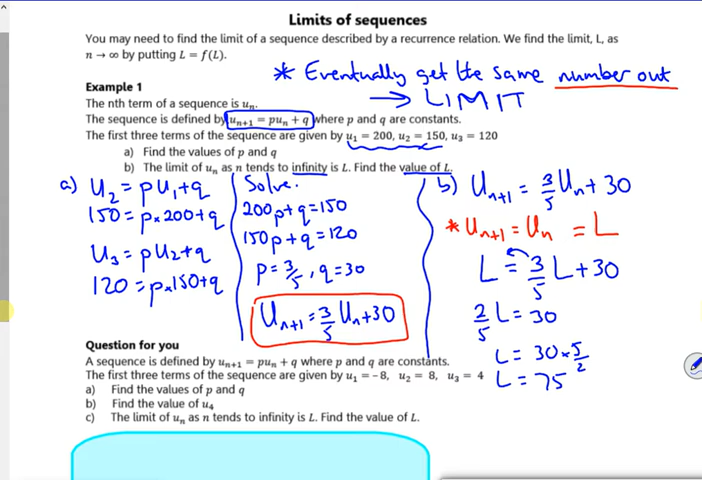 Limits of sequences
You may need to find the limit of a sequence described by a recurrence relation. We find the limit, L, as
n → ∞ by putting L = f(L).
* Eventually get the same number out
→ LIMIT
Example 1
The nth term of a sequence is uₙ.
The sequence is defined by uₙ₊₁ = puₙ + q where p and q are constants.
The first three terms of the sequence are given by u₁ = 200, u₂ = 150, u₃ = 120
a) Find the values of p and q
b) The limit of uₙ as n tends to infinity is L. Find the value of L.
a) U₂ = pU₁+q
150 = p×200+q
U₃ = pU₂+q
120 = p×150+q
Solve.
200p+q=150
150p+q=120
p=3/5, q=30
Uₙ₊₁ = 3/5 Uₙ+30
b) Uₙ₊₁ = 3/5 Uₙ + 30
* Uₙ₊₁ = Uₙ = L
L = 3/5 L + 30
2/5 L = 30
L = 30 × 5/2
L = 75
Question for you
A sequence is defined by uₙ₊₁ = puₙ + q where p and q are constants.
The first three terms of the sequence are given by u₁ = −8, u₂ = 8, u₃ = 4
a) Find the values of p and q
b) Find the value of u₄
c) The limit of uₙ as n tends to infinity is L. Find the value of L.